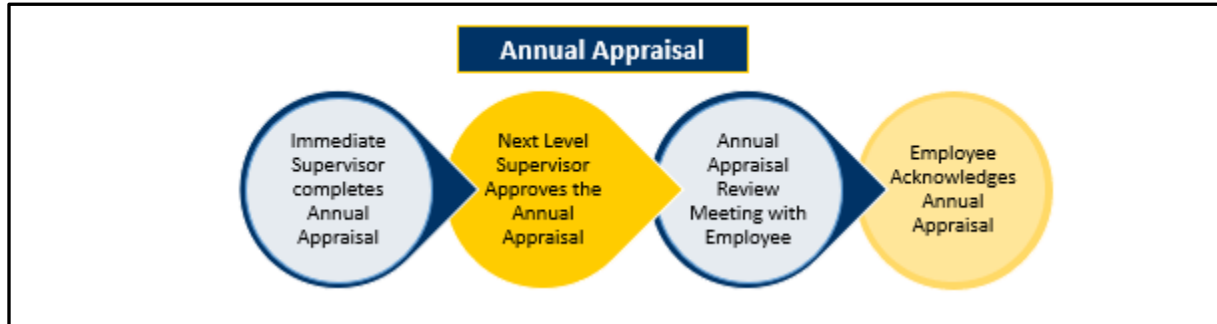 Annual Appraisal
Immediate
Supervisor
completes
Annual
Appraisal
Next Level
Supervisor
Approves the
Annual
Appraisal
Annual
Appraisal
Review
Meeting with
Employee
Employee
Acknowledges
Annual
Appraisal